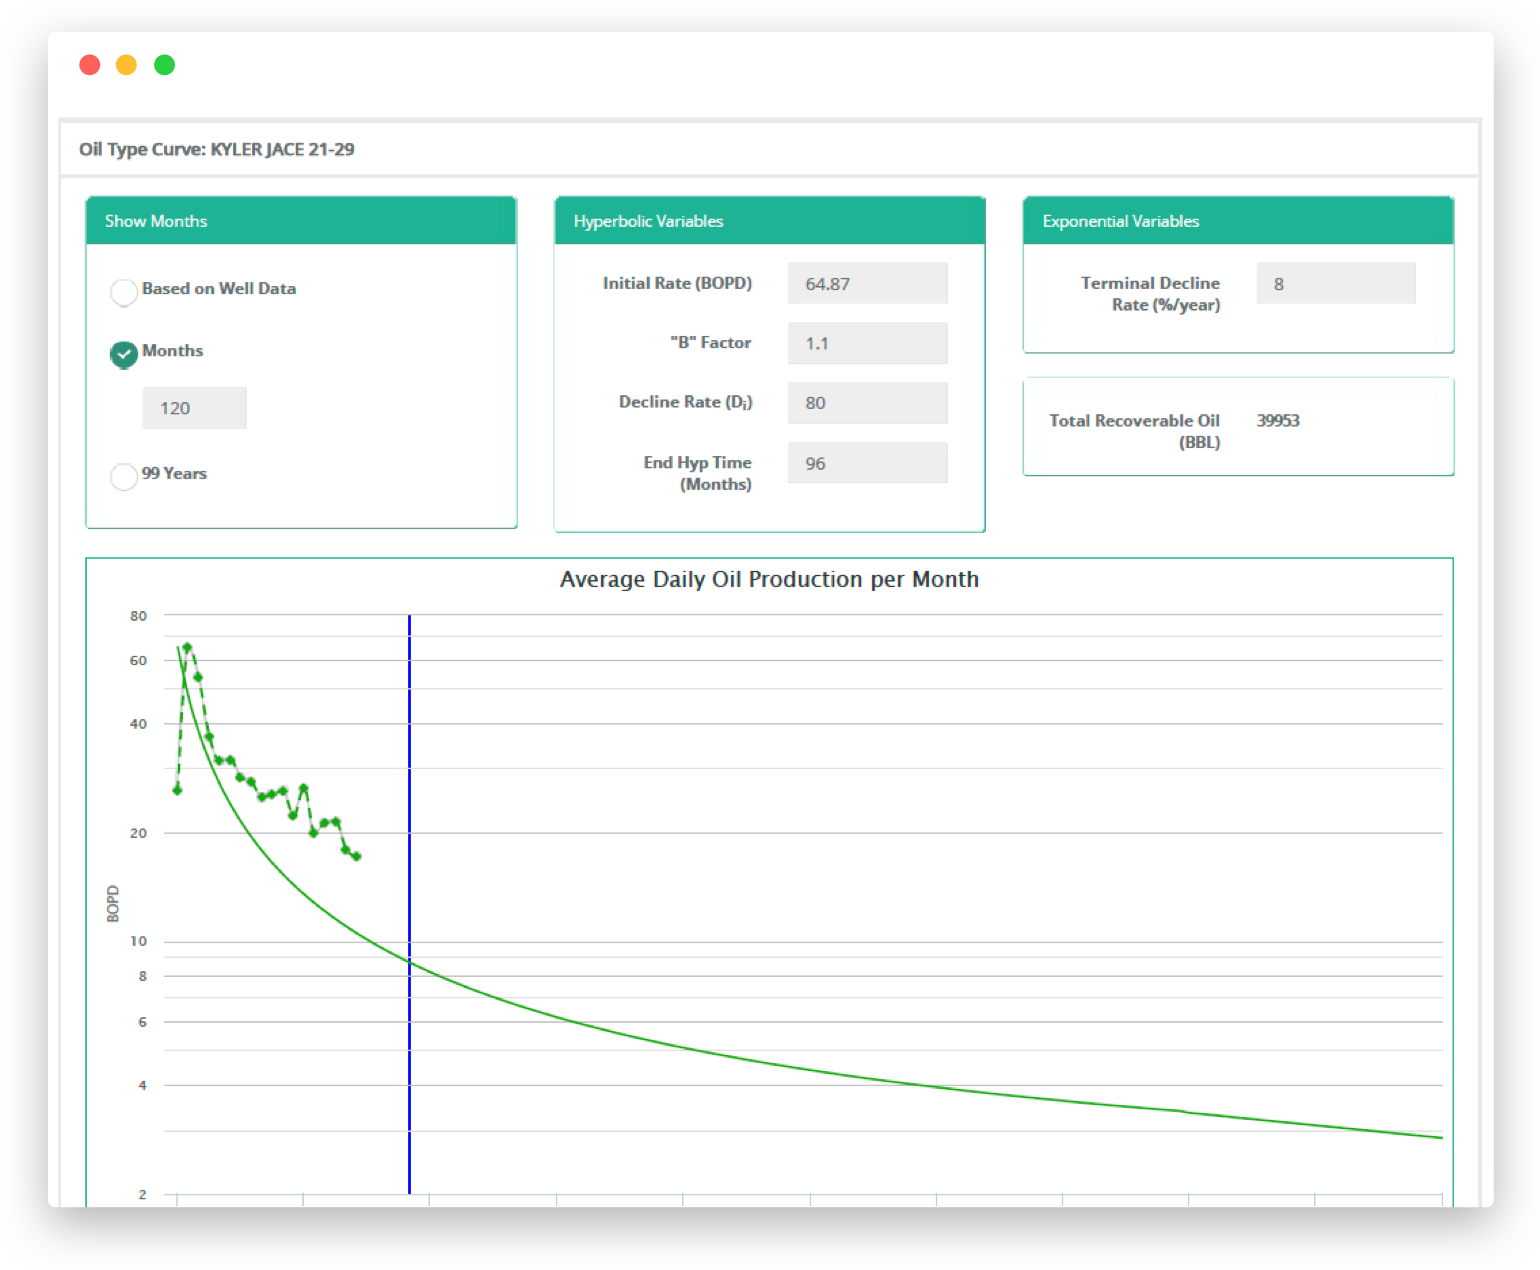 Oil Type Curve: KYLER JACE 21-29
Show Months
Based on Well Data
Months
120
99 Years
Hyperbolic Variables
Initial Rate (BOPD)
64.87
"B" Factor
1.1
Decline Rate (Di)
80
End Hyp Time
(Months)
96
Exponential Variables
Terminal Decline
Rate (%/year)
8
Total Recoverable Oil
(BBL)
39953
Average Daily Oil Production per Month
80
60
40
20
10
8
6
4
2
BOPD